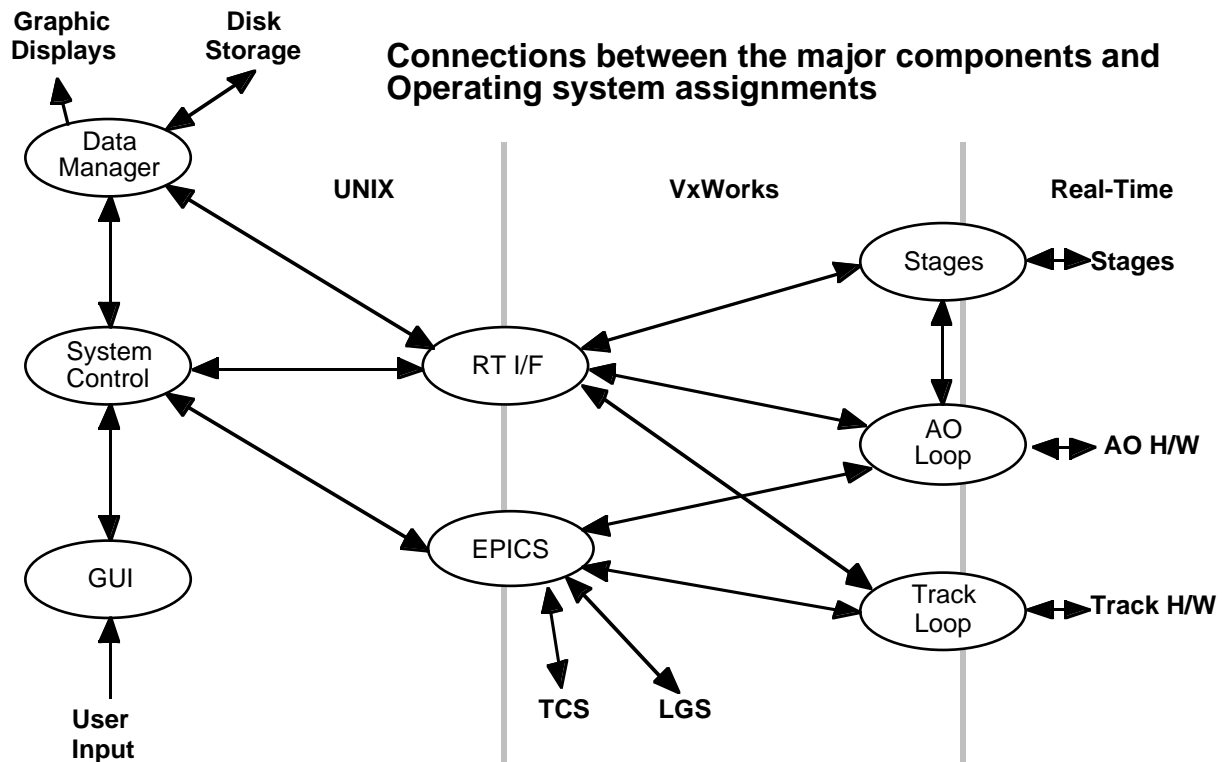 Graphic
Displays
Disk
Storage
Connections between the major components and
Operating system assignments
Data
Manager
UNIX
VxWorks
Real-Time
Stages
Stages
System
Control
RT I/F
AO
Loop
AO H/W
EPICS
GUI
Track
Loop
Track H/W
TCS
LGS
User
Input